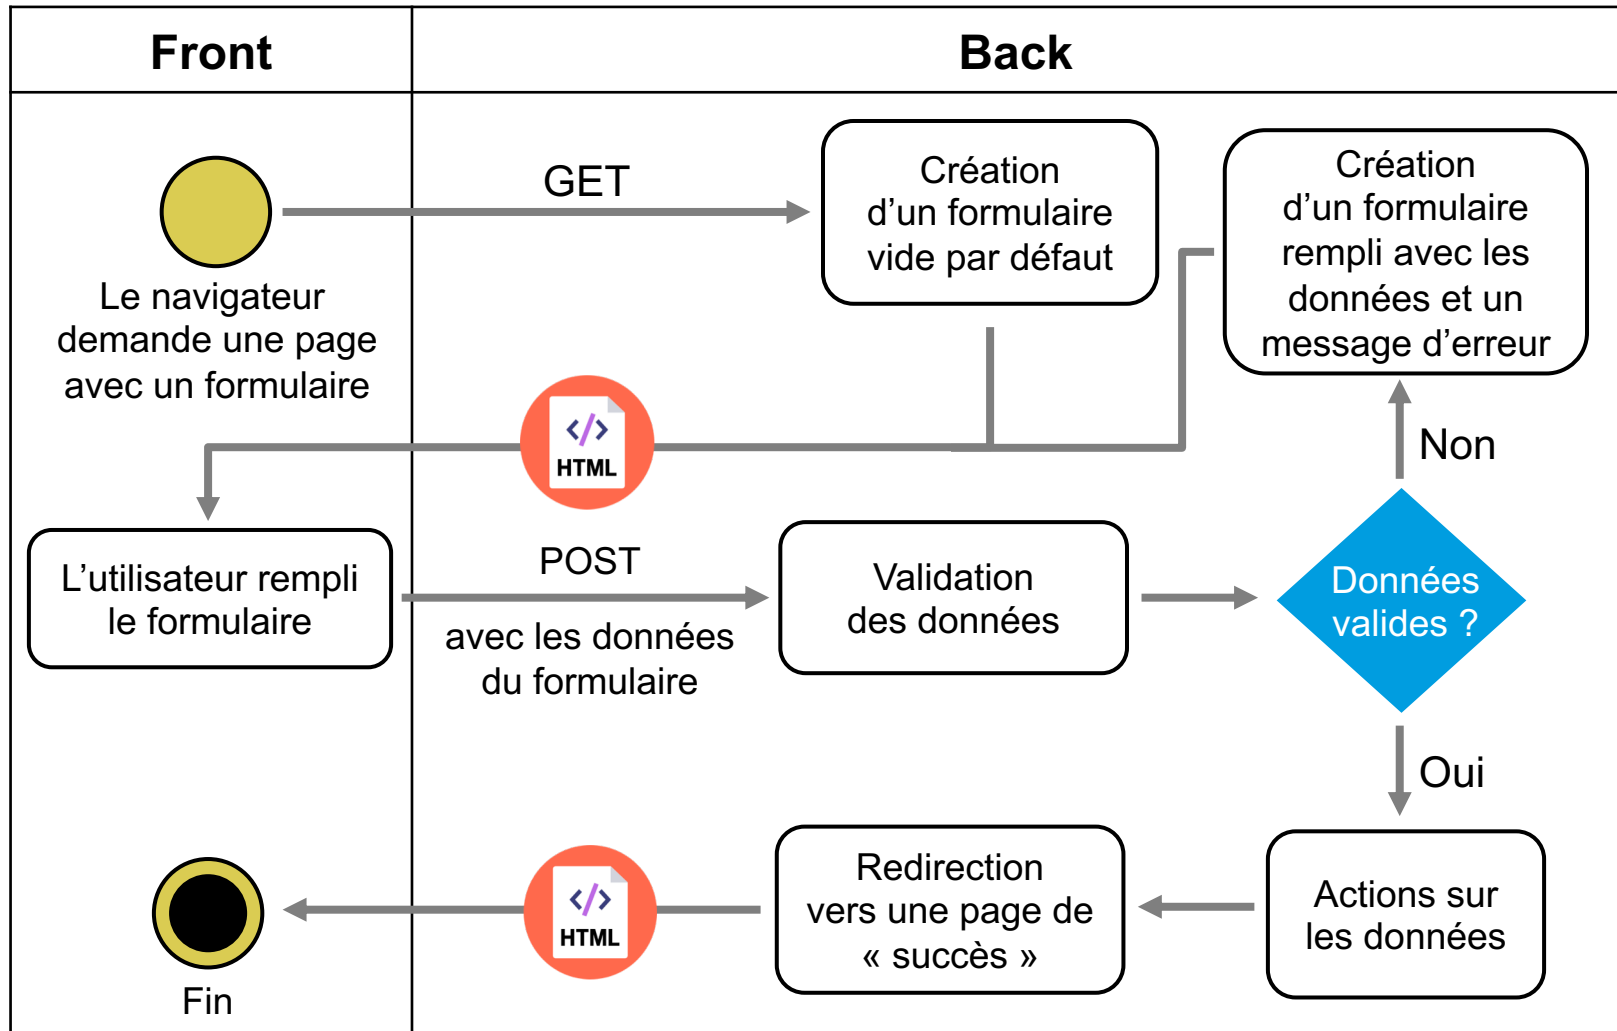 Front
Back
GET
Création
d’un formulaire
vide par défaut
Création
d’un formulaire
rempli avec les
données et un
message d’erreur
Le navigateur
demande une page
avec un formulaire
HTML
Non
L’utilisateur rempli
le formulaire
POST
avec les données
du formulaire
Validation
des données
Données
valides ?
Oui
Actions sur
les données
Redirection
vers une page de
« succès »
HTML
Fin